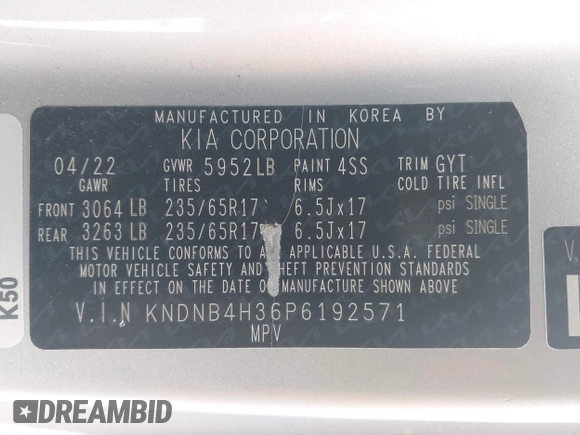 MANUFACTURED IN KOREA BY
KIA CORPORATION
04/22 GVWR 5952LB PAINT 4SS TRIM GYT
GAWR TIRES RIMS COLD TIRE INFL
FRONT 3064 LB 235/65R17 6.5Jx17 psi SINGLE
REAR 3263 LB 235/65R17 6.5Jx17 psi SINGLE
THIS VEHICLE CONFORMS TO ALL APPLICABLE U.S.A. FEDERAL
MOTOR VEHICLE SAFETY AND THEFT PREVENTION STANDARDS
IN EFFECT ON THE DATE OF MANUFACTURE SHOWN ABOVE.
V.I.N KNDNB4H36P6192571
MPV
K50
V.
DREAMBID